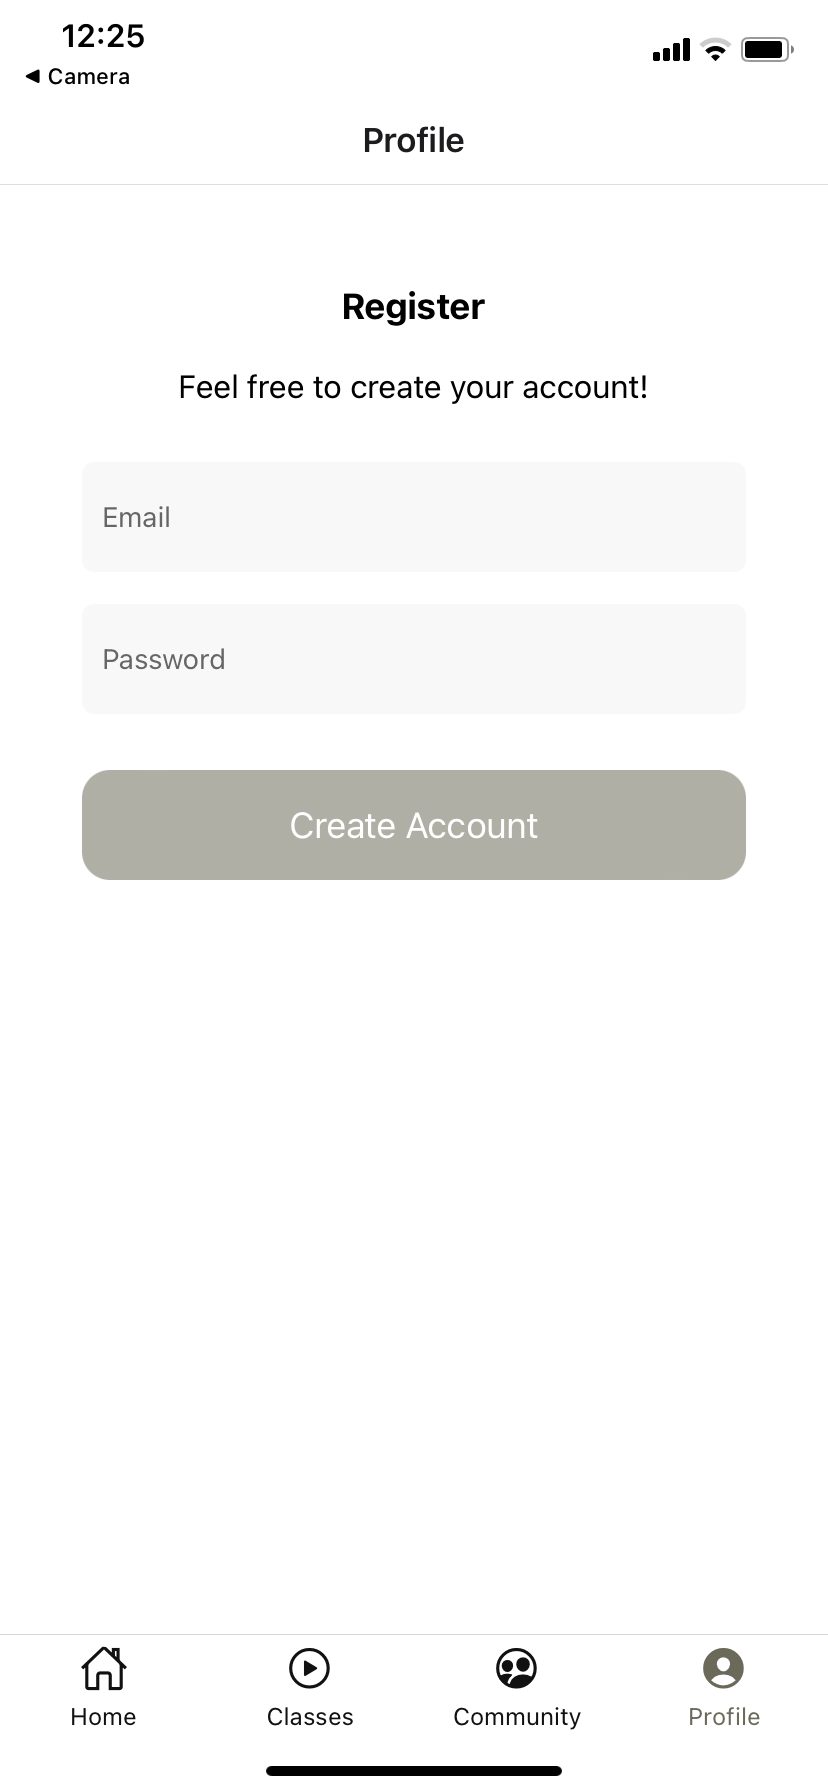 12:25
◀ Camera
Profile
Register
Feel free to create your account!
Email
Password
Create Account
Home Classes Community Profile